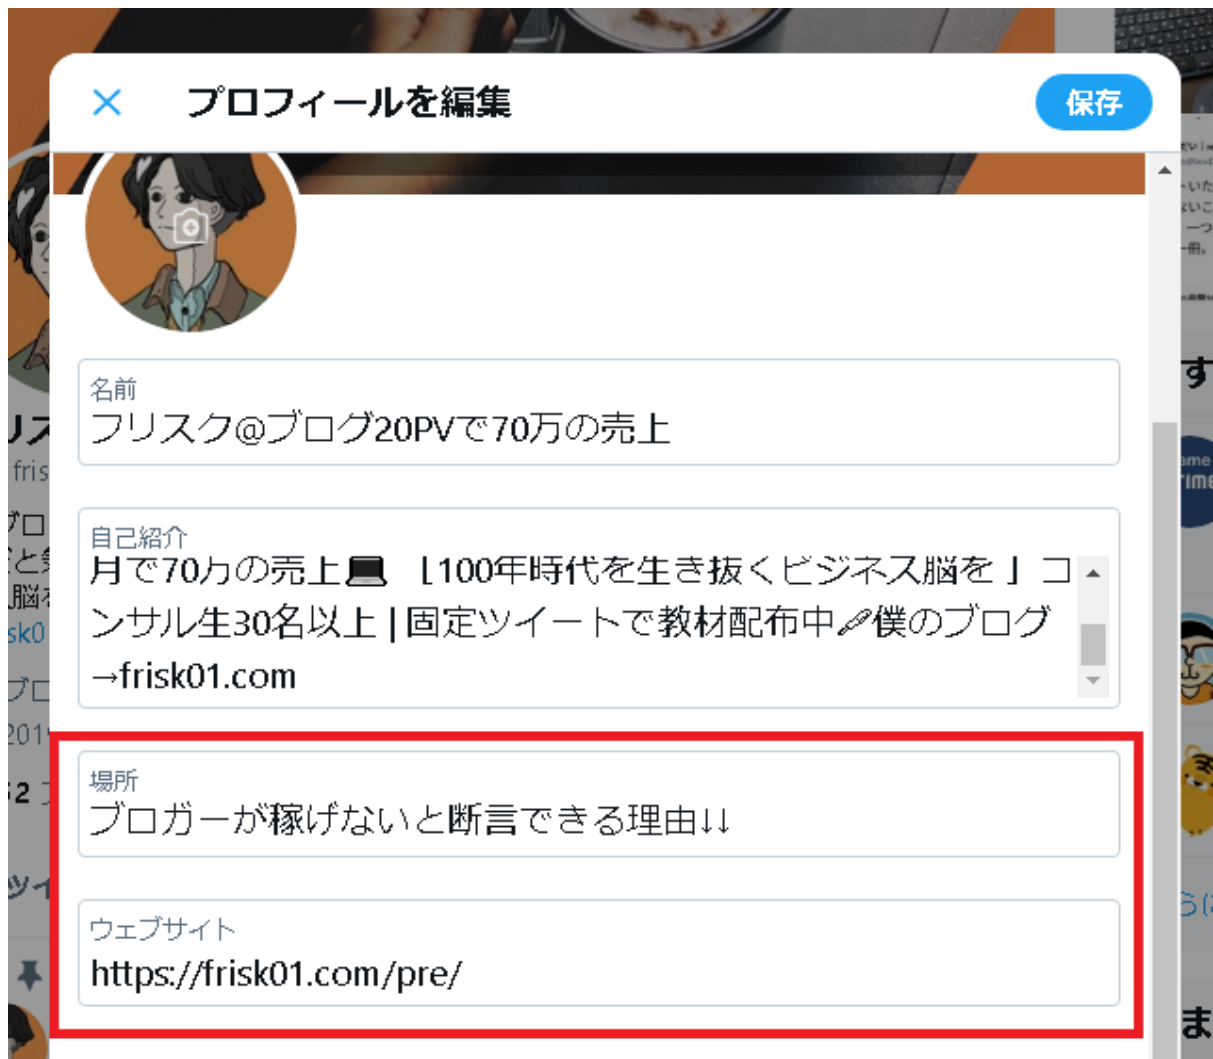 プロフィールを編集
保存
名前
フリスク@ブログ20PVで70万の売上
自己紹介
月で70万の売上💻 「100年時代を生き抜くビジネス脳を」コ
ンサル生30名以上 | 固定ツイートで教材配布中🖊僕のブログ
→frisk01.com
場所
ブロガーが稼げないと断言できる理由↓↓
ウェブサイト
https://frisk01.com/pre/